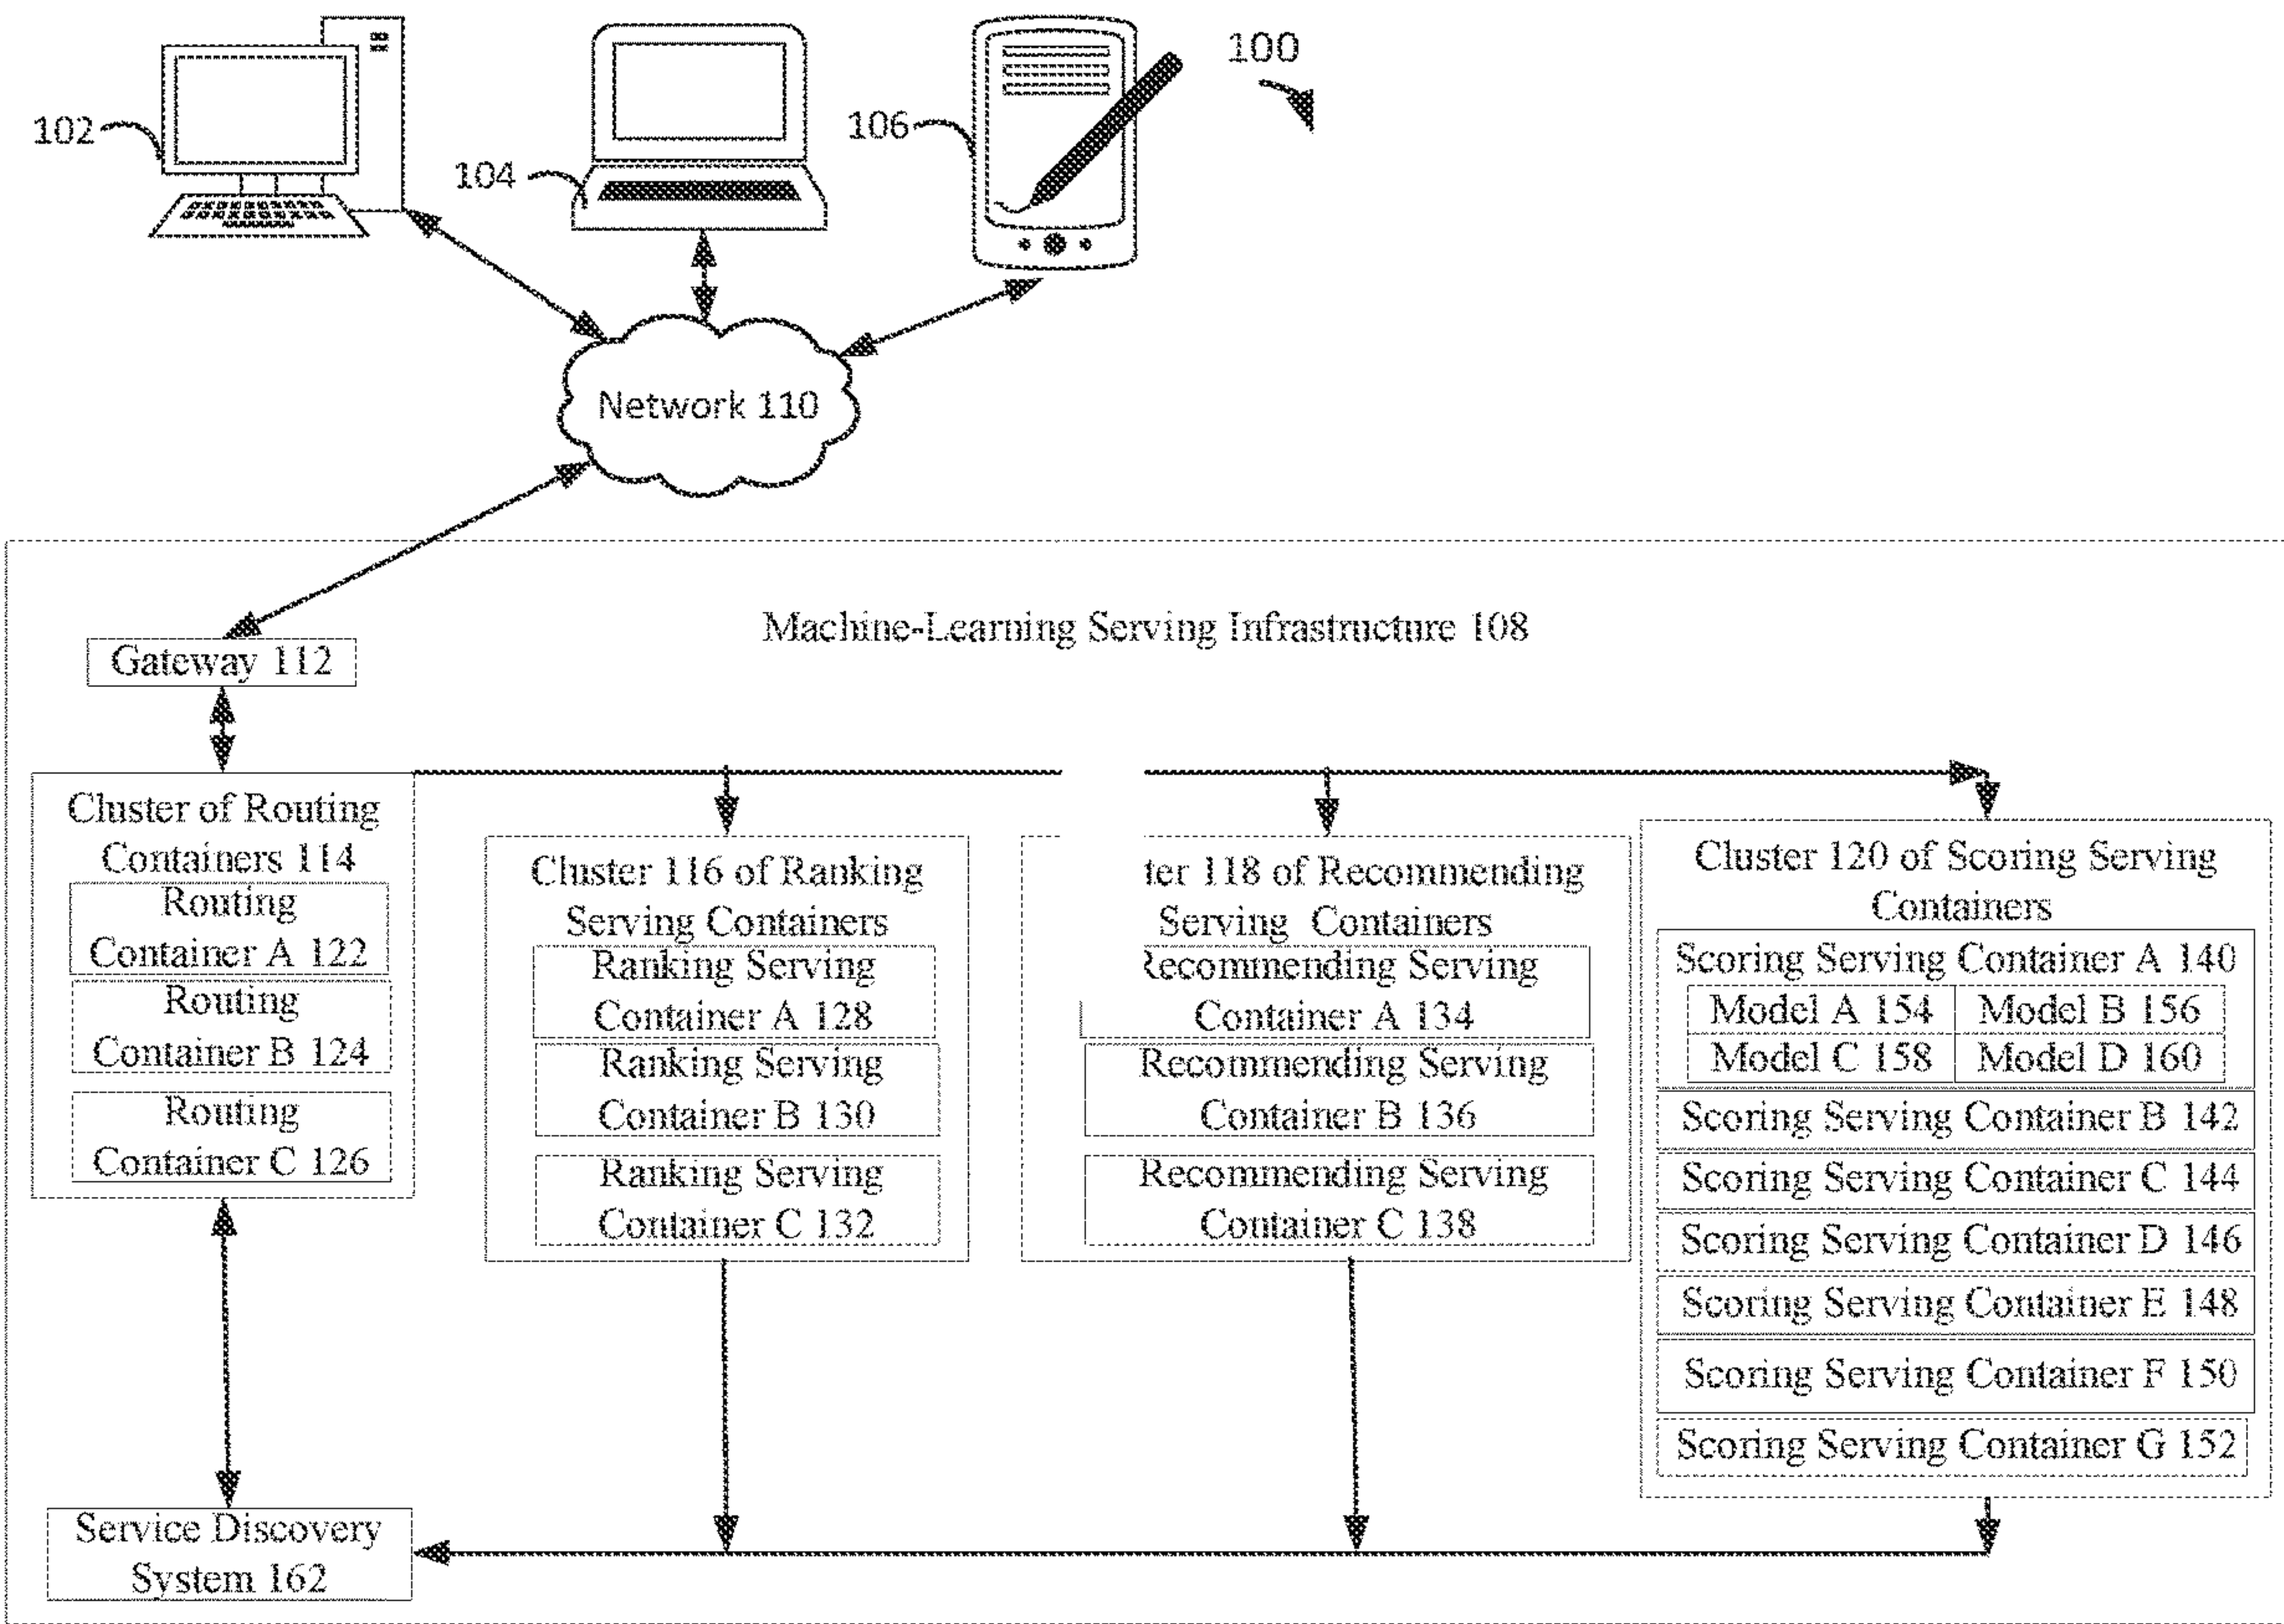 100
102
104
106
Network 110
Machine-Learning Serving Infrastructure 108
Gateway 112
Cluster of Routing
Containers 114
Routing
Container A 122
Routing
Container B 124
Routing
Container C 126
Cluster 116 of Ranking
Serving Containers
Ranking Serving
Container A 128
Ranking Serving
Container B 130
Ranking Serving
Container C 132
118 of Recommending
Serving Containers
Recommending Serving
Container A 134
Recommending Serving
Container B 136
Recommending Serving
Container C 138
Cluster 120 of Scoring Serving
Containers
Scoring Serving Container A 140
Model A 154
Model B 156
Model C 158
Model D 160
Scoring Serving Container B 142
Scoring Serving Container C 144
Scoring Serving Container D 146
Scoring Serving Container E 148
Scoring Serving Container F 150
Scoring Serving Container G 152
Service Discovery
System 162